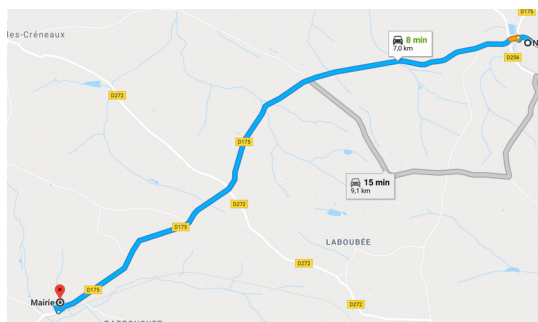 D175
les-Créneaux
8 min
7,0 km
D256
D272
D175
15 min
9,1 km
D272
D175
LABOUBÉE
D272
D175
Mairie
D272